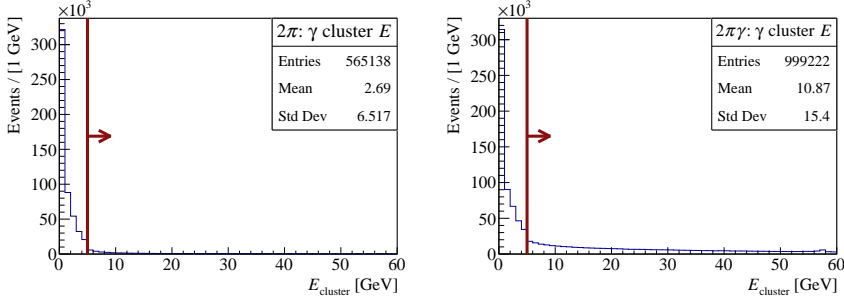 ×10³
2π: γ cluster E
Entries 565138
Mean 2.69
Std Dev 6.517
Events / [1 GeV]
300
250
200
150
100
50
0
0 10 20 30 40 50 60
E_cluster [GeV]
×10³
2πγ: γ cluster E
Entries 999222
Mean 10.87
Std Dev 15.4
Events / [1 GeV]
300
250
200
150
100
50
0
0 10 20 30 40 50 60
E_cluster [GeV]